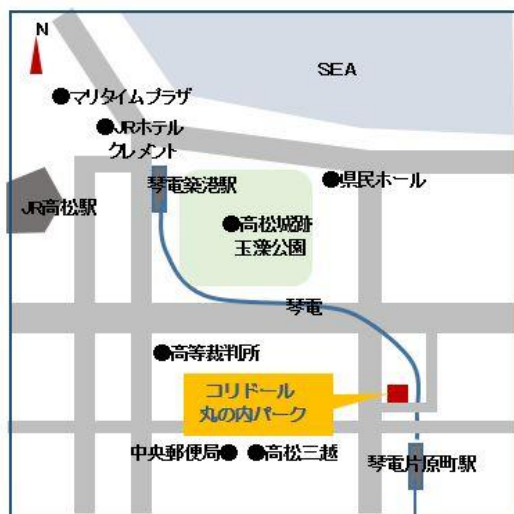 N
SEA
●マリタイムプラザ
●JRホテル
クレメント
琴電築港駅
●県民ホール
JR高松駅
●高松城跡
玉藻公園
琴電
●高等裁判所
コリドール
丸の内パーク
中央郵便局●
●高松三越
琴電片原町駅